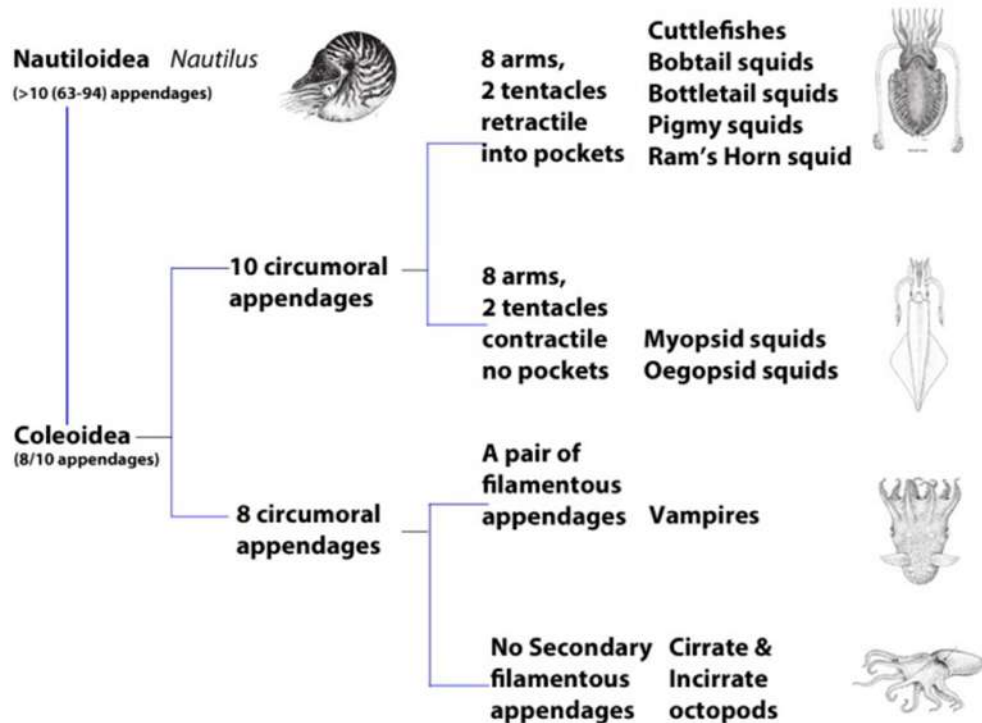 Nautiloidea Nautilus
(>10 (63-94) appendages)
8 arms,
2 tentacles
retractile
into pockets
Cuttlefishes
Bobtail squids
Bottletail squids
Pigmy squids
Ram's Horn squid
10 circumoral
appendages
8 arms,
2 tentacles
contractile
no pockets
Myopsid squids
Oegopsid squids
Coleoidea
(8/10 appendages)
8 circumoral
appendages
A pair of
filamentous
appendages
Vampires
No Secondary
filamentous
appendages
Cirrate &
Incirrate
octopods